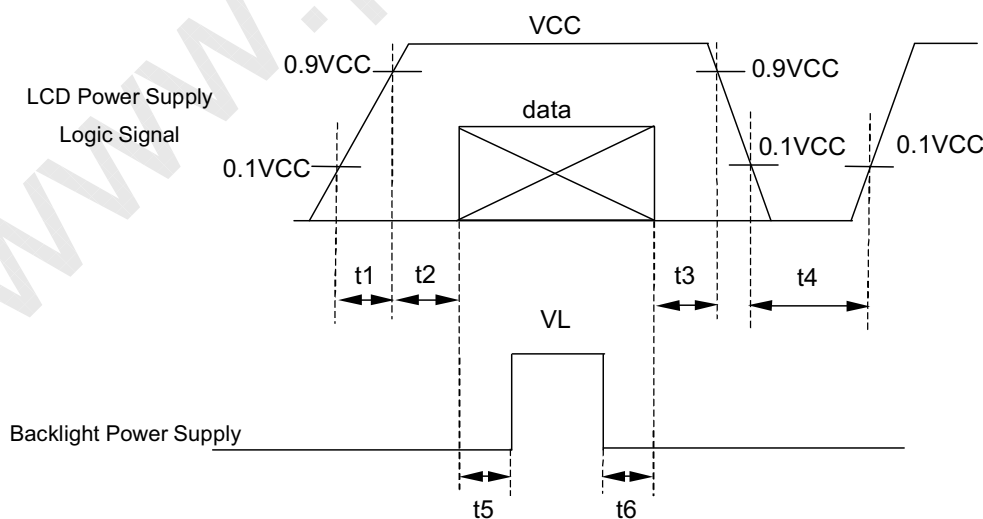 VCC
0.9VCC
0.9VCC
LCD Power Supply
Logic Signal
data
0.1VCC
0.1VCC
0.1VCC
t1
t2
t3
t4
VL
Backlight Power Supply
t5
t6
www.